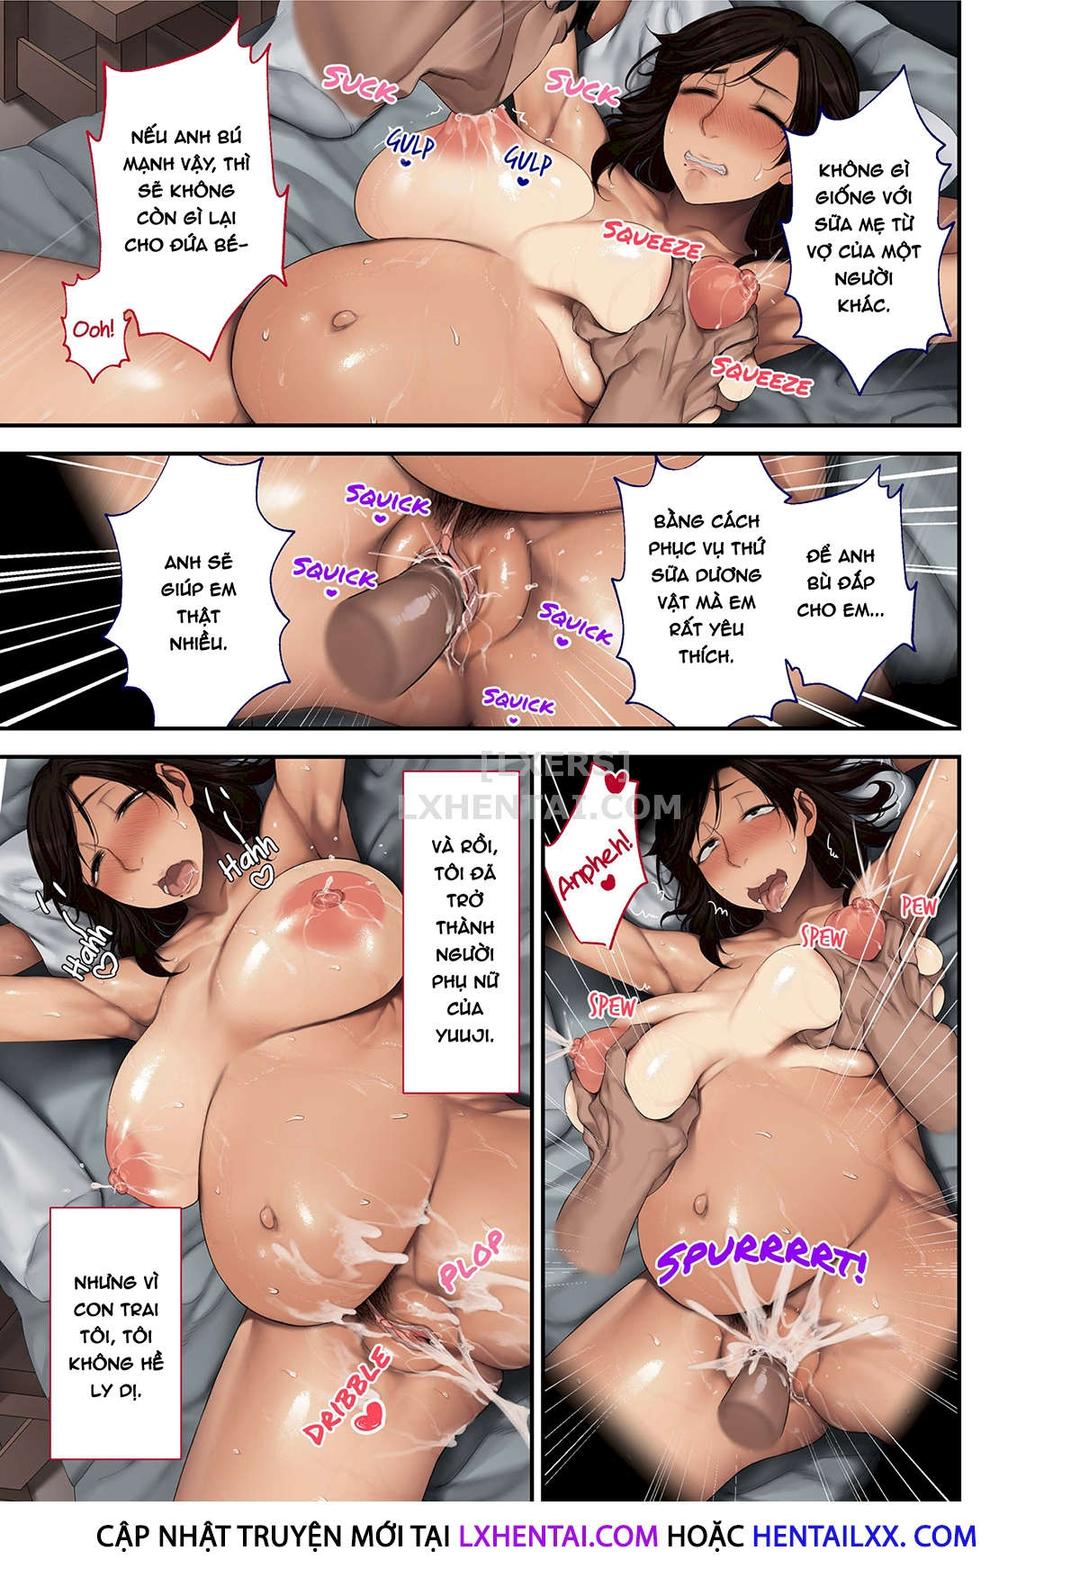 KHÔNG GÌ
GIỐNG VỚI
SỮA MẸ TỪ
VỢ CỦA MỘT
NGƯỜI
KHÁC.
SUCK
SUCK
GULP
GULP
SQUEEZE
SQUEEZE
NẾU ANH BÚ
MẠNH VẬY, THÌ
SẼ KHÔNG
CÒN GÌ LẠI
CHO ĐỨA BÉ-
Ooh!
ĐỂ ANH
BÙ ĐẮP
CHO EM...
BẰNG CÁCH
PHỤC VỤ THỨ
SỮA DƯƠNG
VẬT MÀ EM
RẤT YÊU
THÍCH.
SQUICK
SQUICK
SQUICK
SQUICK
ANH SẼ
GIÚP EM
THẬT
NHIỀU.
[LXERS]
LXHENTAI.COM
Anpheh!
PEW
SPEW
SPEW
SPURRRRT!
VÀ RỒI,
TÔI ĐÃ
TRỞ
THÀNH
NGƯỜI
PHỤ NỮ
CỦA
YUUJI.
Hahh
Hahh
PLOP
DRIBBLE
NHƯNG VÌ
CON TRAI
TÔI, TÔI
KHÔNG HỀ
LY DỊ.
CẬP NHẬT TRUYỆN MỚI TẠI LXHENTAI.COM HOẶC HENTAILXX. COM